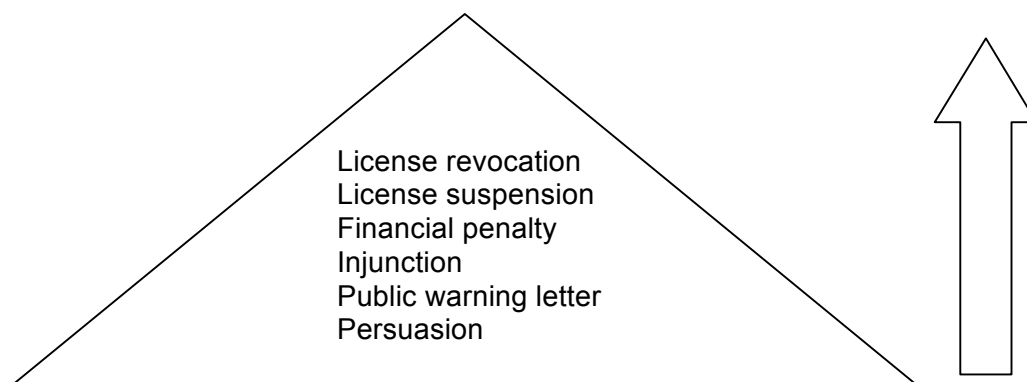 License revocation
License suspension
Financial penalty
Injunction
Public warning letter
Persuasion